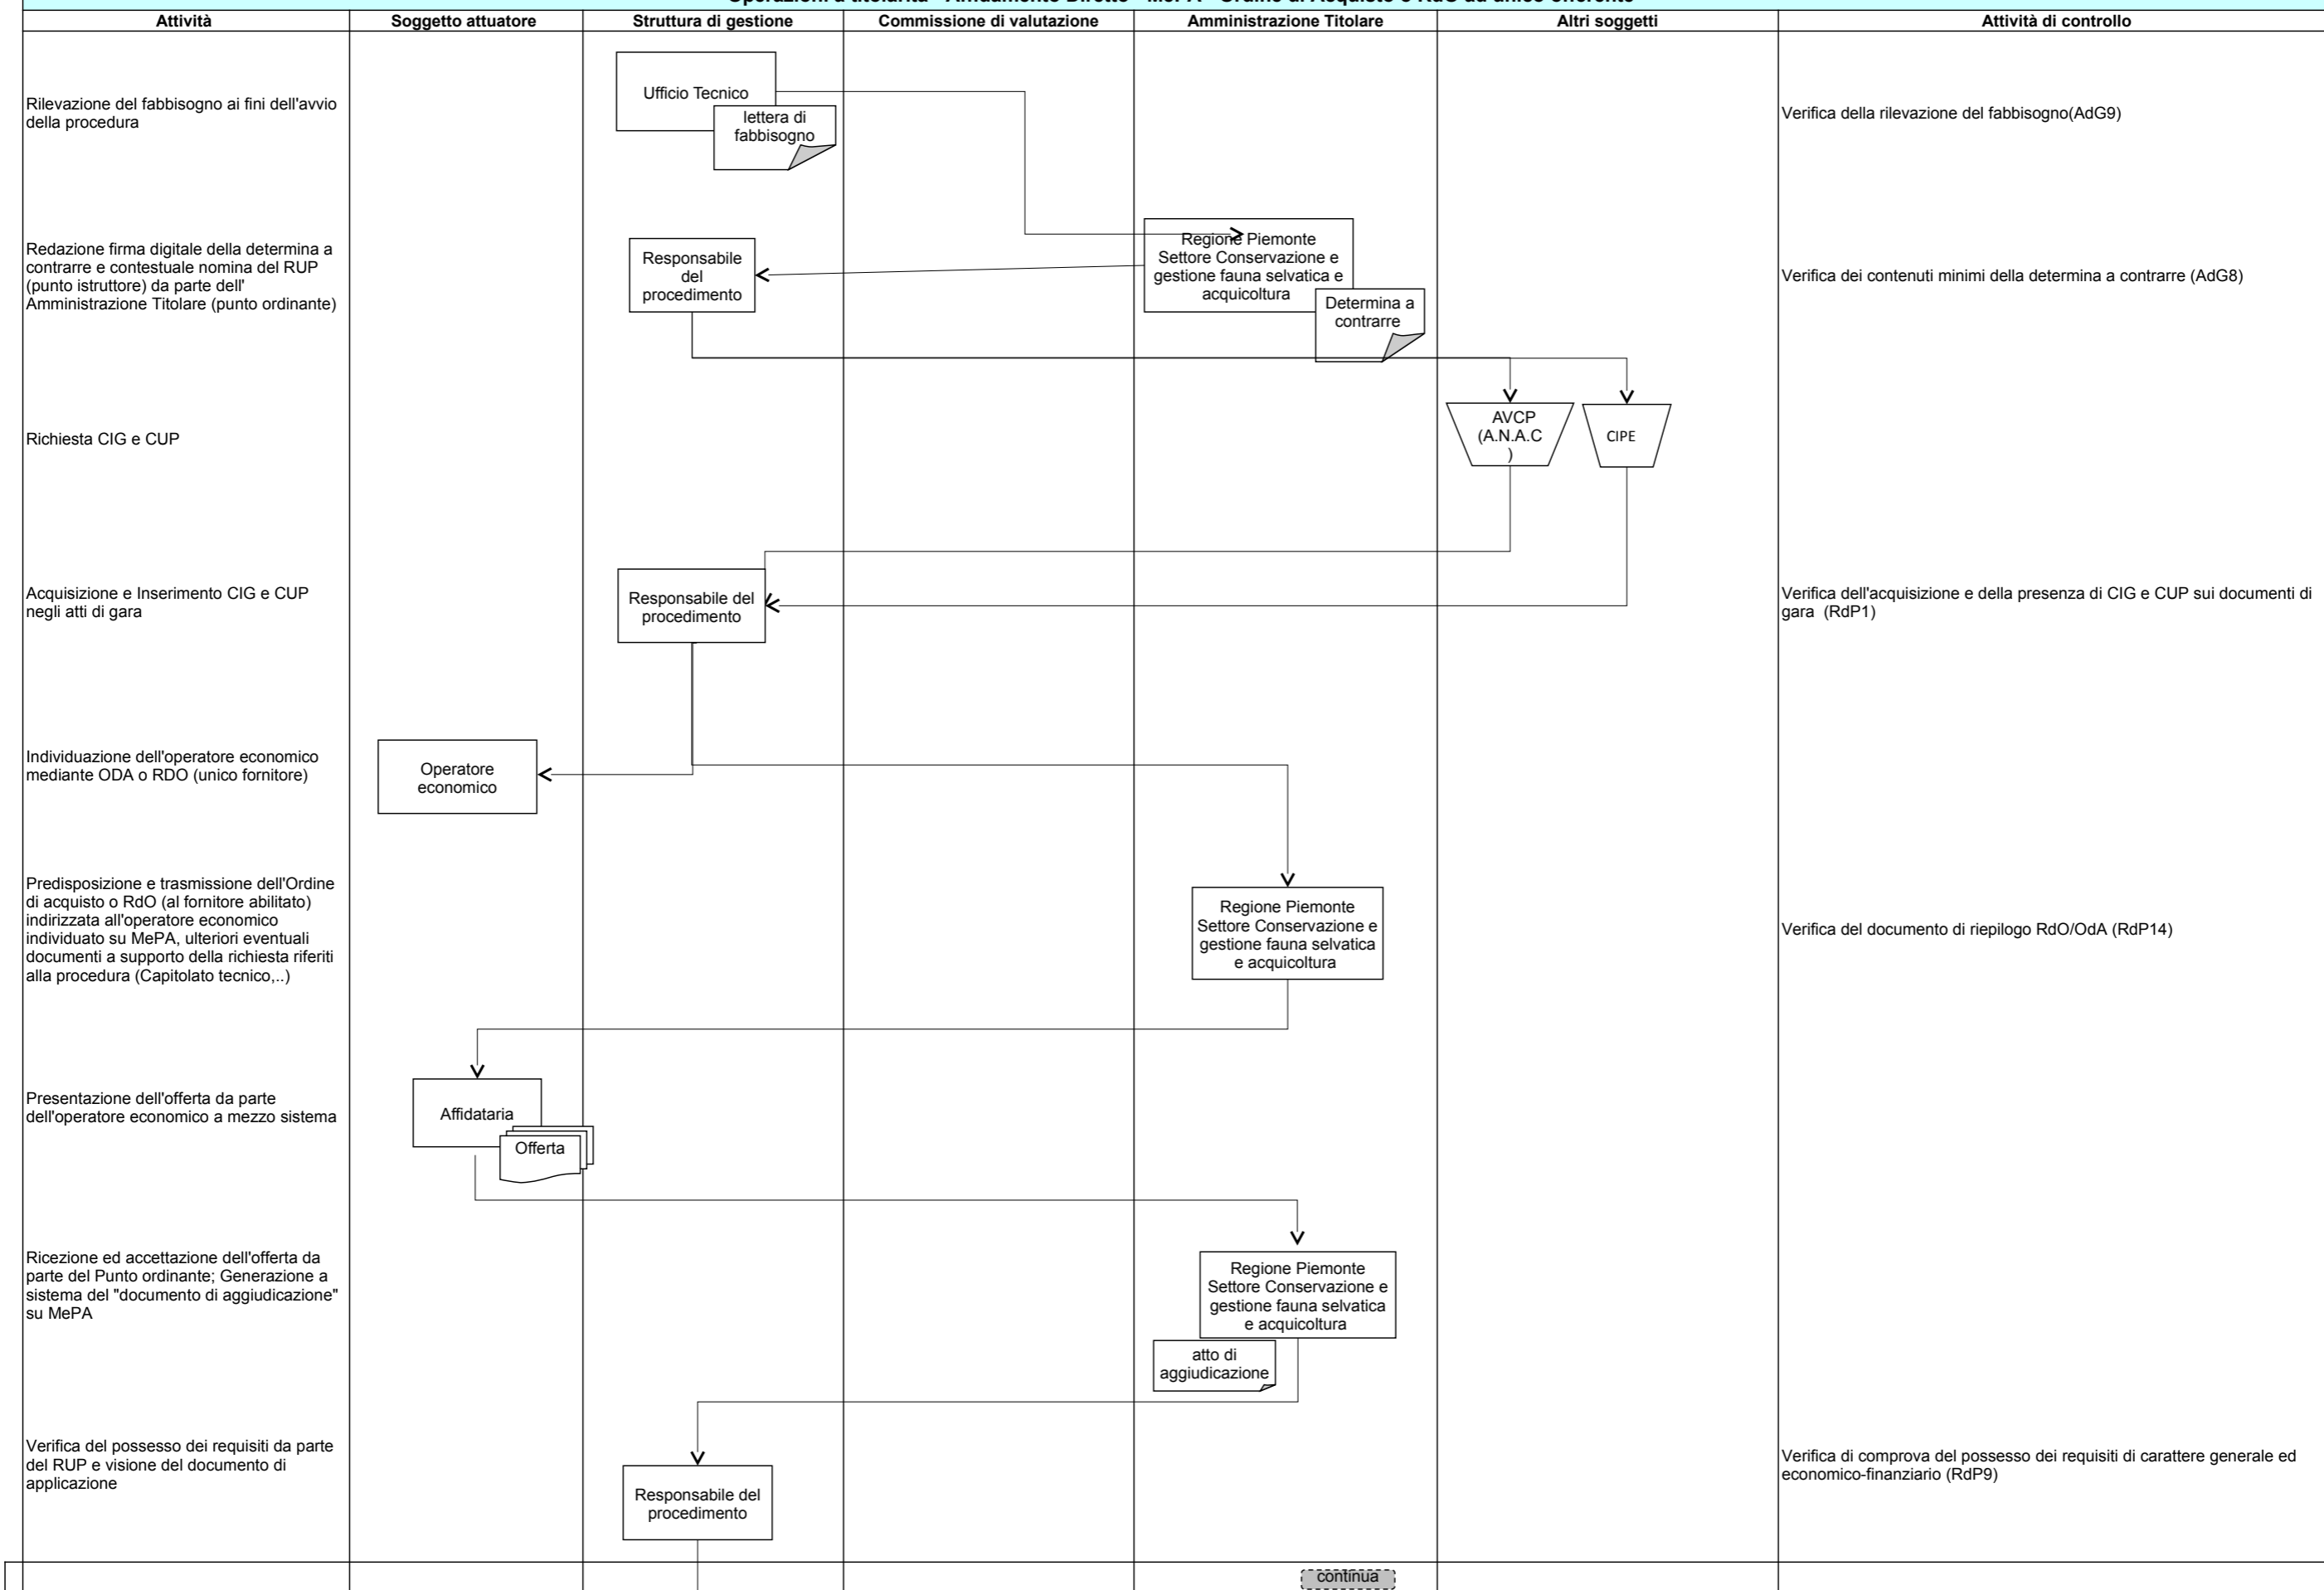 Attività
Soggetto attuatore
Struttura di gestione
Commissione di valutazione
Amministrazione Titolare
Altri soggetti
Attività di controllo
Rilevazione del fabbisogno ai fini dell'avvio
della procedura
Ufficio Tecnico
lettera di
fabbisogno
Verifica della rilevazione del fabbisogno(AdG9)
Redazione firma digitale della determina a
contrarre e contestuale nomina del RUP
(punto istruttore) da parte dell'
Amministrazione Titolare (punto ordinante)
Responsabile
del
procedimento
Regione Piemonte
Settore Conservazione e
gestione fauna selvatica e
acquicoltura
Determina a
contrarre
Verifica dei contenuti minimi della determina a contrarre (AdG8)
Richiesta CIG e CUP
AVCP
(A.N.A.C
)
CIPE
Acquisizione e Inserimento CIG e CUP
negli atti di gara
Responsabile del
procedimento
Verifica dell'acquisizione e della presenza di CIG e CUP sui documenti di
gara  (RdP1)
Individuazione dell'operatore economico
mediante ODA o RDO (unico fornitore)
Operatore
economico
Predisposizione e trasmissione dell'Ordine
di acquisto o RdO (al fornitore abilitato)
indirizzata all'operatore economico
individuato su MePA, ulteriori eventuali
documenti a supporto della richiesta riferiti
alla procedura (Capitolato tecnico,..)
Regione Piemonte
Settore Conservazione e
gestione fauna selvatica
e acquicoltura
Verifica del documento di riepilogo RdO/OdA (RdP14)
Presentazione dell'offerta da parte
dell'operatore economico a mezzo sistema
Affidataria
Offerta
Ricezione ed accettazione dell'offerta da
parte del Punto ordinante; Generazione a
sistema del "documento di aggiudicazione"
su MePA
Regione Piemonte
Settore Conservazione e
gestione fauna selvatica
e acquicoltura
atto di
aggiudicazione
Verifica del possesso dei requisiti da parte
del RUP e visione del documento di
applicazione
Responsabile del
procedimento
Verifica di comprova del possesso dei requisiti di carattere generale ed
economico-finanziario (RdP9)
continua